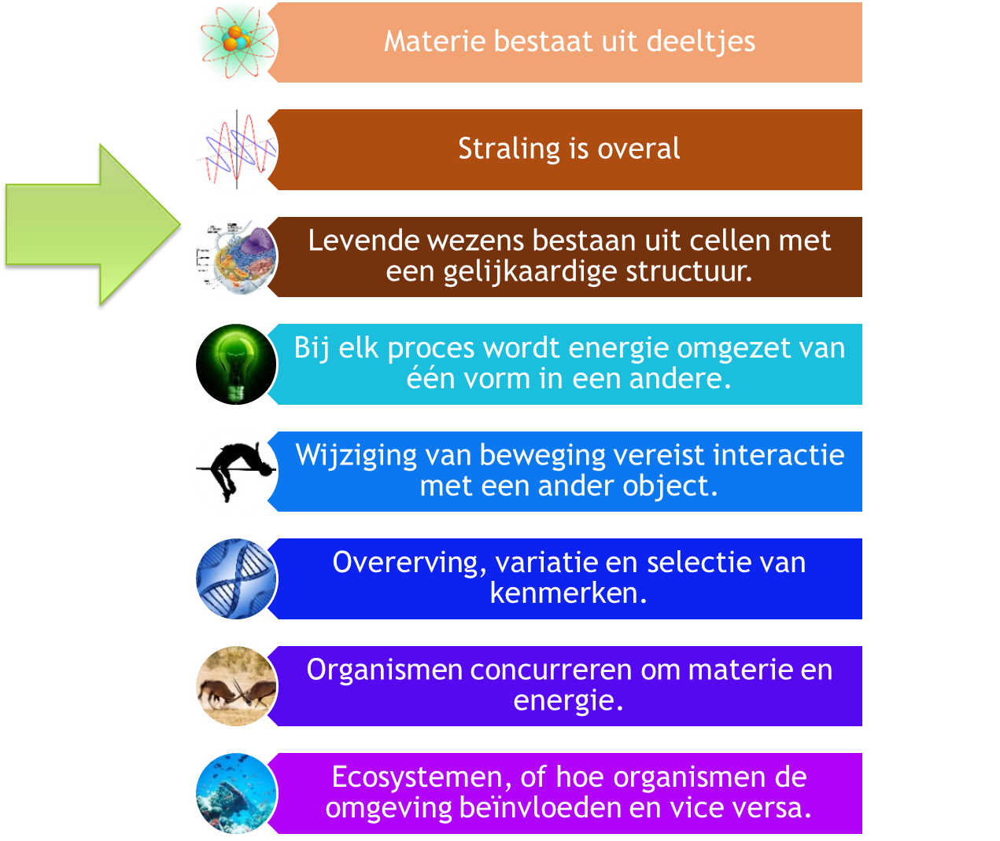 Materie bestaat uit deeltjes
Straling is overal
Levende wezens bestaan uit cellen met
een gelijkaardige structuur.
Bij elk proces wordt energie omgezet van
één vorm in een andere.
Wijziging van beweging vereist interactie
met een ander object.
Overerving, variatie en selectie van
kenmerken.
Organismen concurreren om materie en
energie.
Ecosystemen, of hoe organismen de
omgeving beïnvloeden en vice versa.